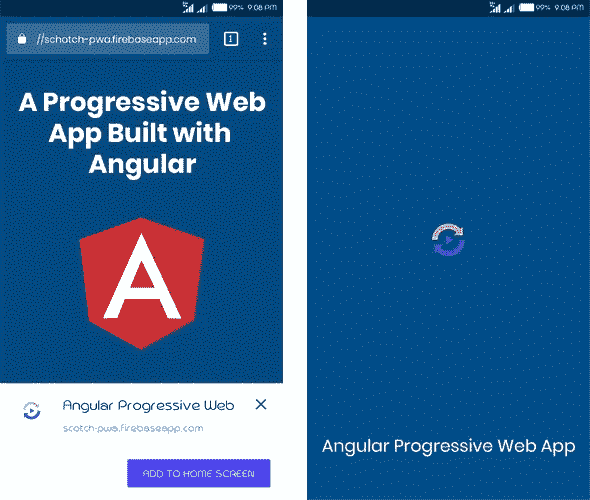 99% 9:08 PM
//schotch-pwa.firebaseapp.com
1
A Progressive Web
App Built with
Angular
A
Angular Progressive Web
scotch-pwa.firebaseapp.com
ADD TO HOME SCREEN
99% 9:08 PM
Angular Progressive Web App